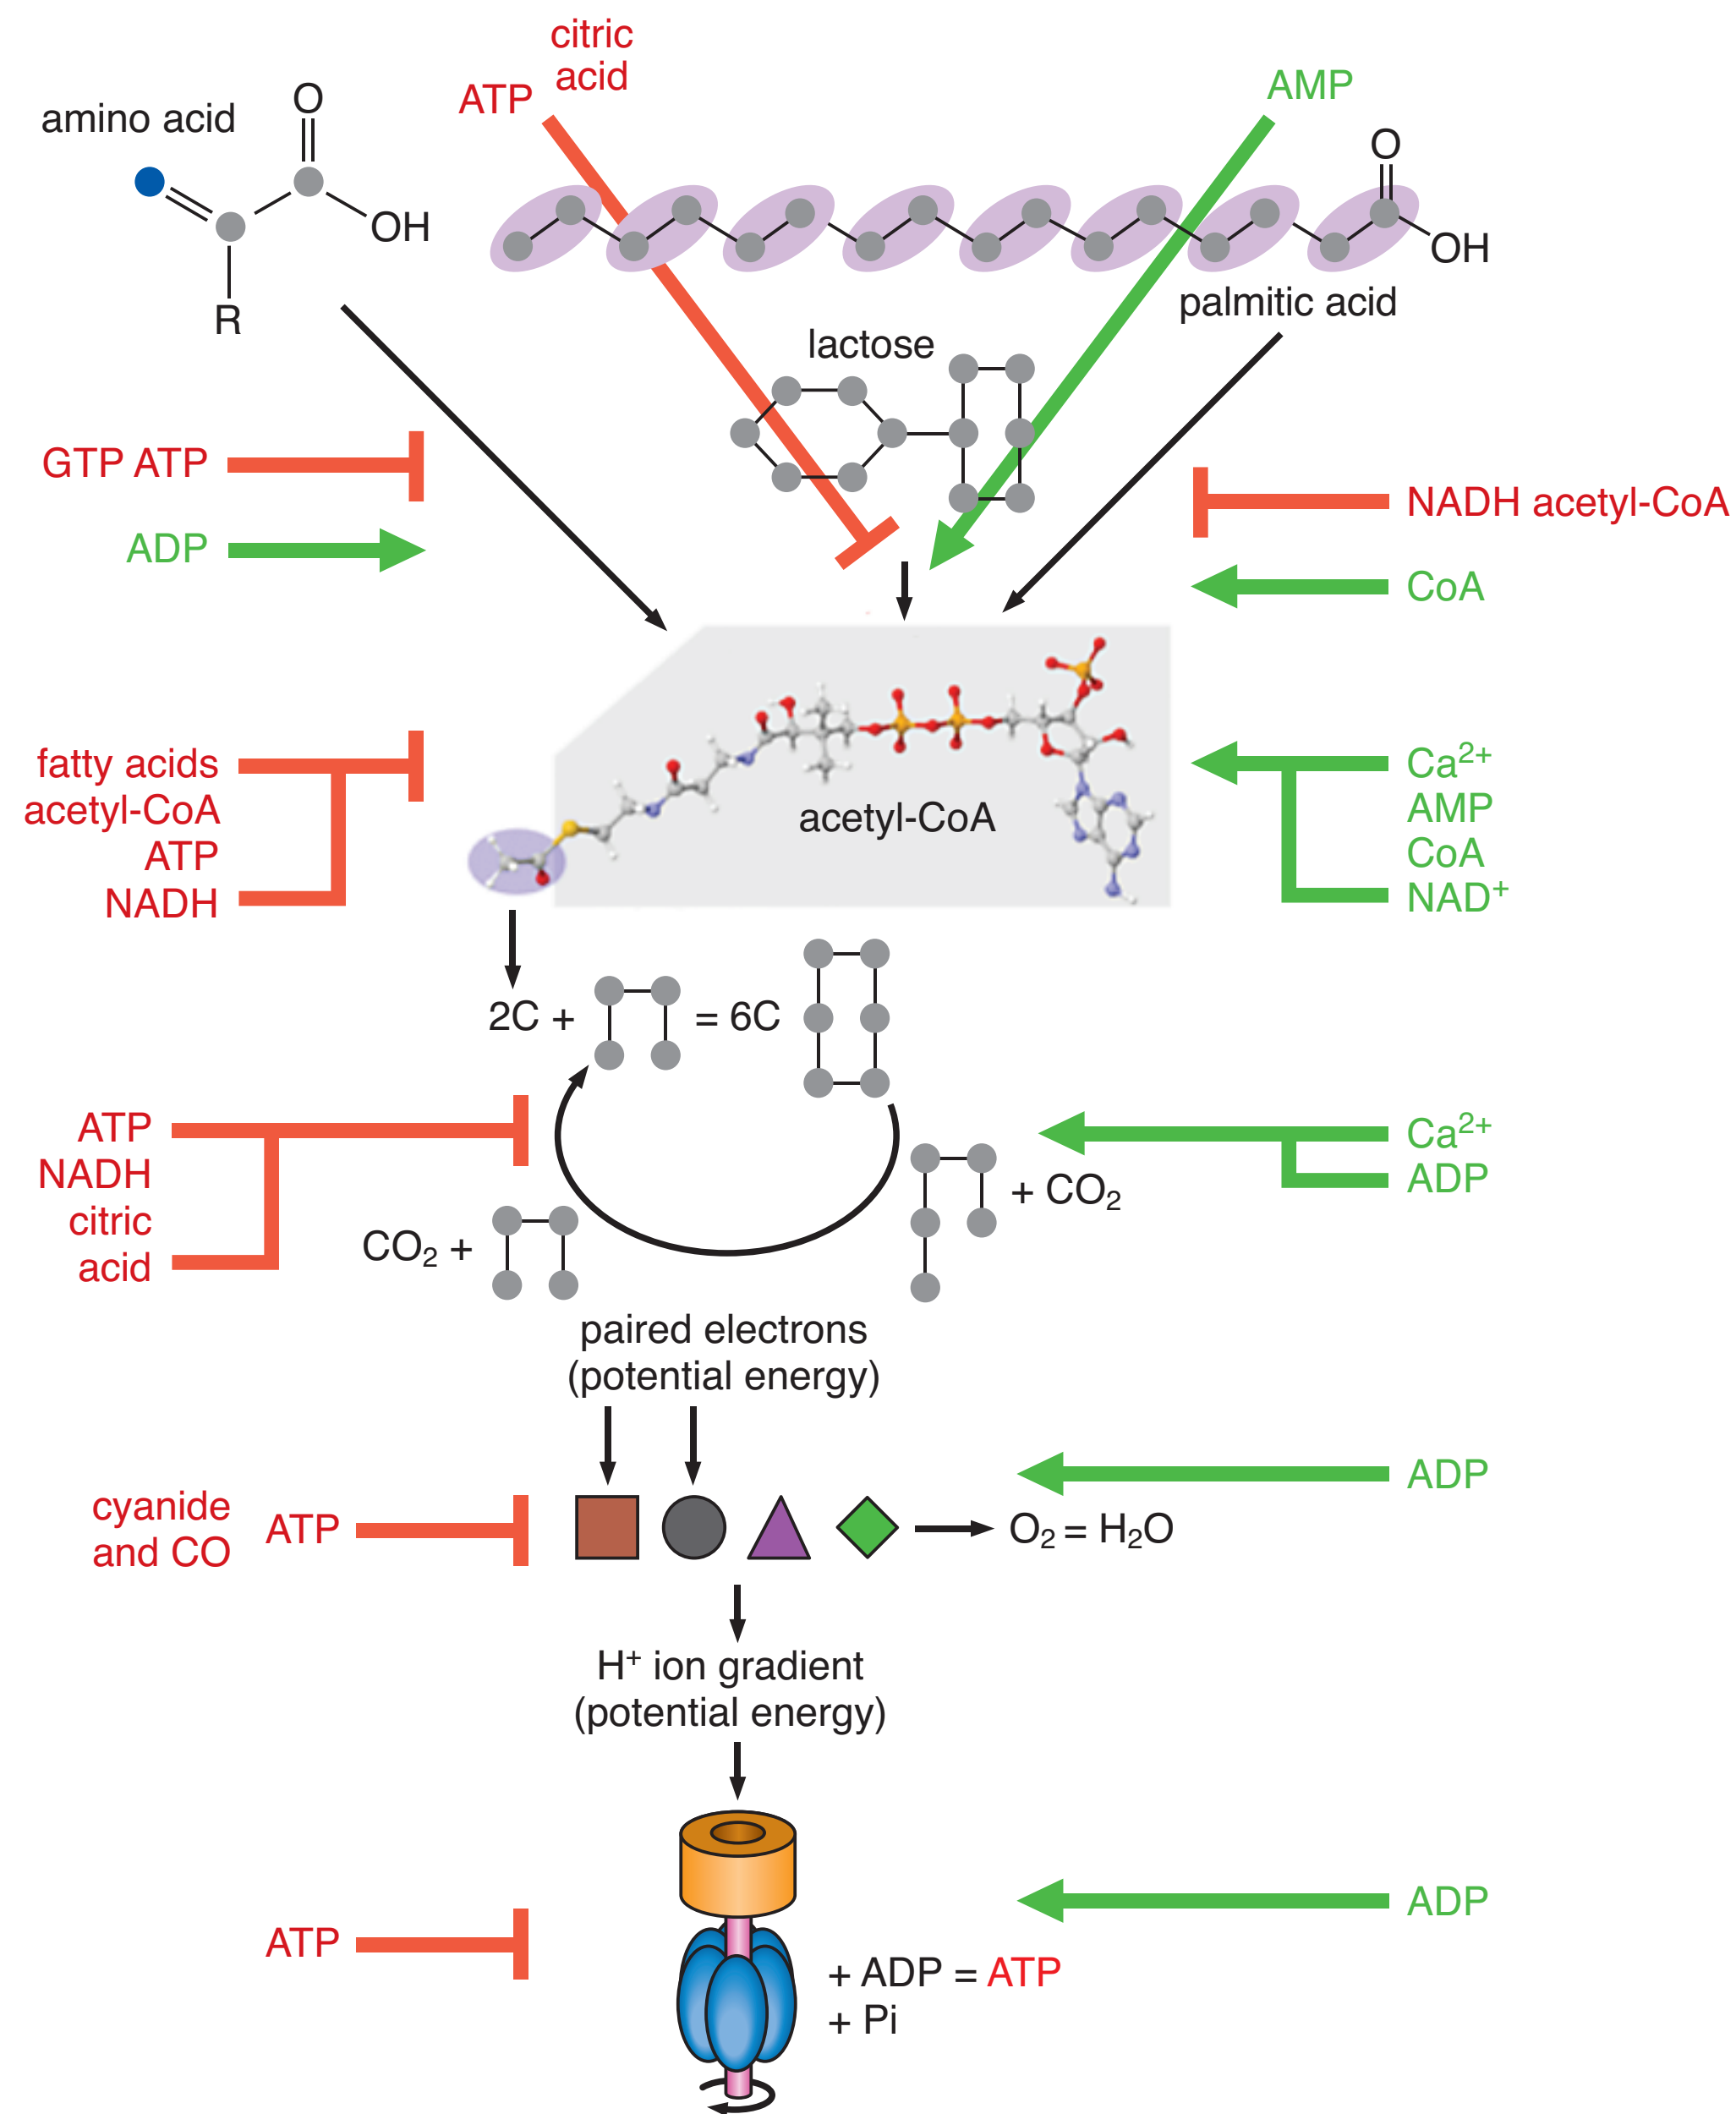 citric
acid
ATP
AMP
amino acid
O
OH
R
O
OH
palmitic acid
lactose
GTP ATP
ADP
NADH acetyl-CoA
CoA
fatty acids
acetyl-CoA
ATP
NADH
acetyl-CoA
Ca²⁺
AMP
CoA
NAD⁺
2C +
= 6C
ATP
NADH
citric
acid
Ca²⁺
ADP
+ CO₂
CO₂ +
paired electrons
(potential energy)
cyanide
and CO
ATP
ADP
O₂ = H₂O
H⁺ ion gradient
(potential energy)
ATP
ADP
+ ADP = ATP
+ Pi